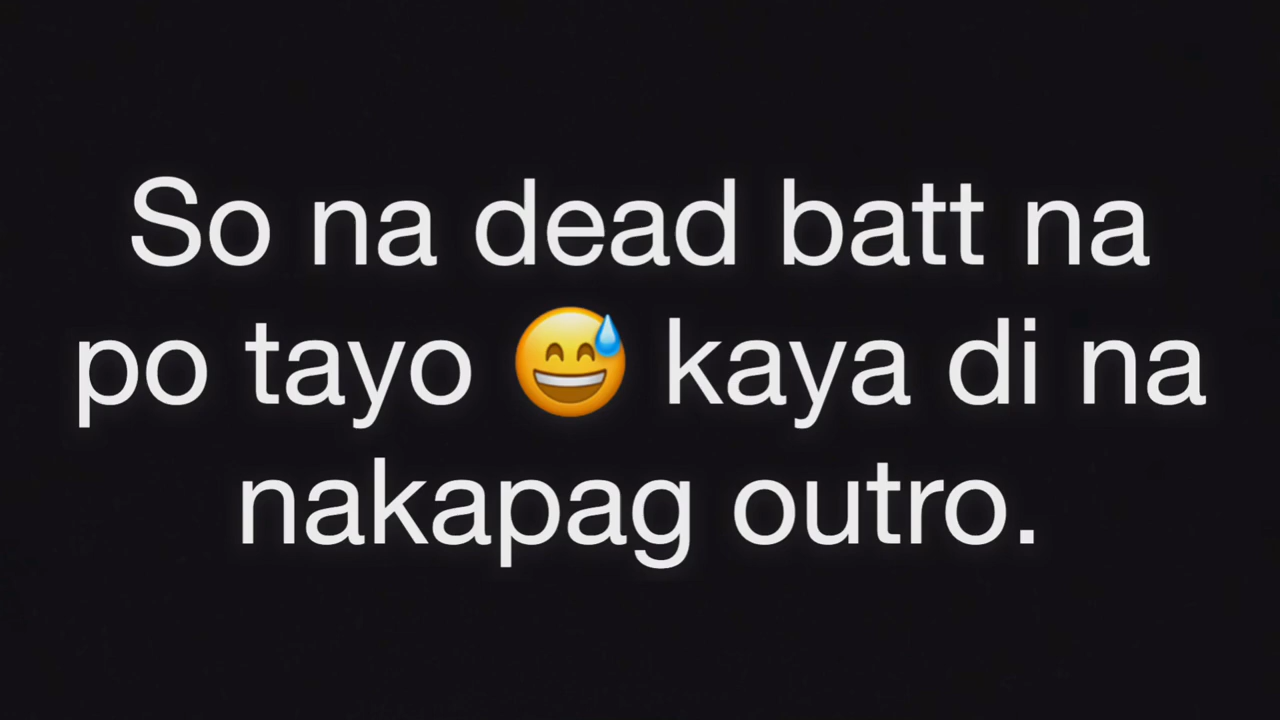 So na dead batt na
po tayo 😅 kaya di na
nakapag outro.